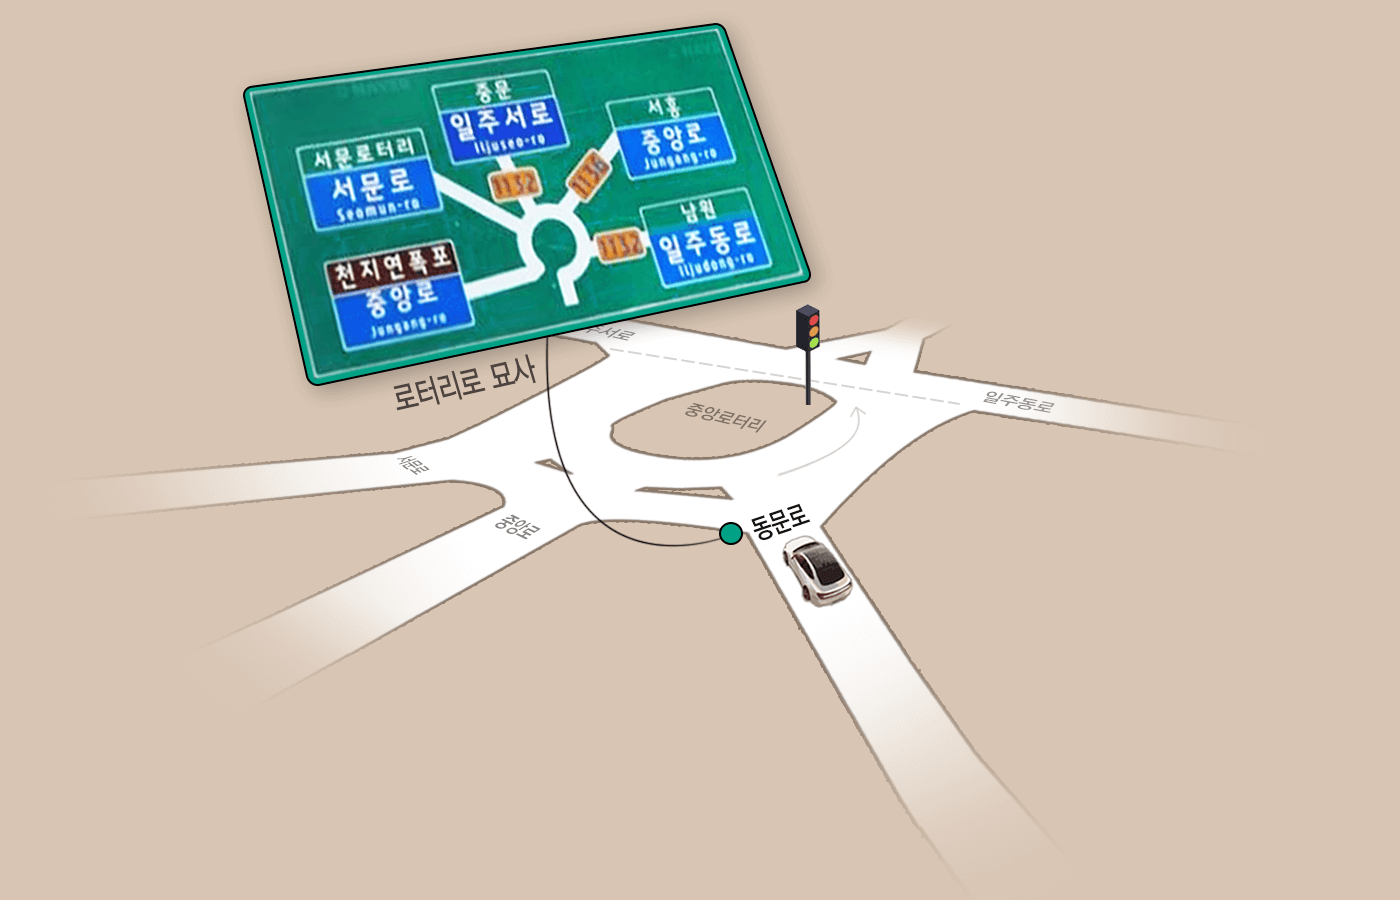 중문
일주서로
Iljuseo-ro
1132
서홍
중앙로
Jungang-ro
1136
서문로터리
서문로
Seomun-ro
남원
일주동로
Iljudong-ro
1132
천지연폭포
중앙로
Jungang-ro
주서로
로터리로 묘사
중앙로터리
일주동로
서문로
중앙로
동문로